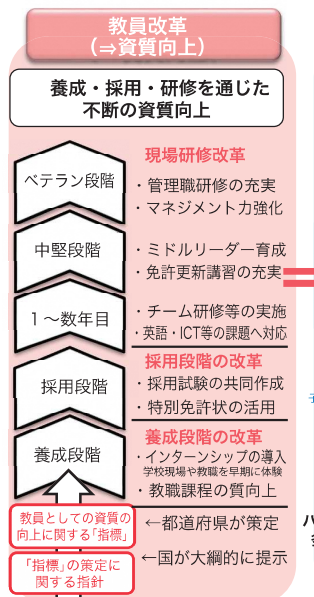 教員改革
(⇒資質向上)
養成・採用・研修を通じた
不断の資質向上
ベテラン段階
現場研修改革
・管理職研修の充実
・マネジメント力強化
中堅段階
・ミドルリーダー育成
・免許更新講習の充実
1〜数年目
・チーム研修等の実施
・英語・ICT等の課題へ対応
採用段階
採用段階の改革
・採用試験の共同作成
・特別免許状の活用
養成段階
養成段階の改革
・インターンシップの導入
学校現場や教職を早期に体験
・教職課程の質向上
教員としての資質の
向上に関する「指標」
←都道府県が策定
「指標」の策定に
関する指針
←国が大綱的に提示